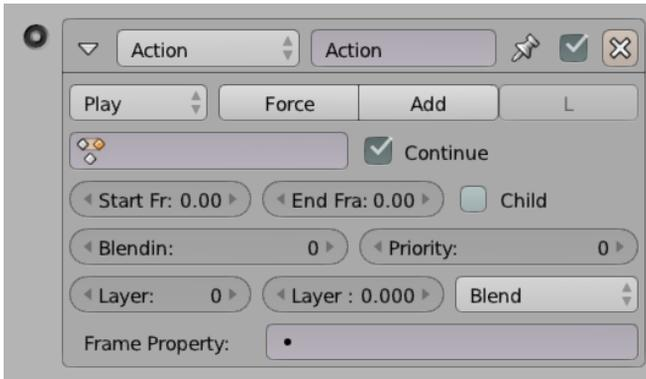 Action Action
Play Force Add L
Continue
Start Fr: 0.00 End Fra: 0.00 Child
Blendin: 0 Priority: 0
Layer: 0 Layer : 0.000 Blend
Frame Property: